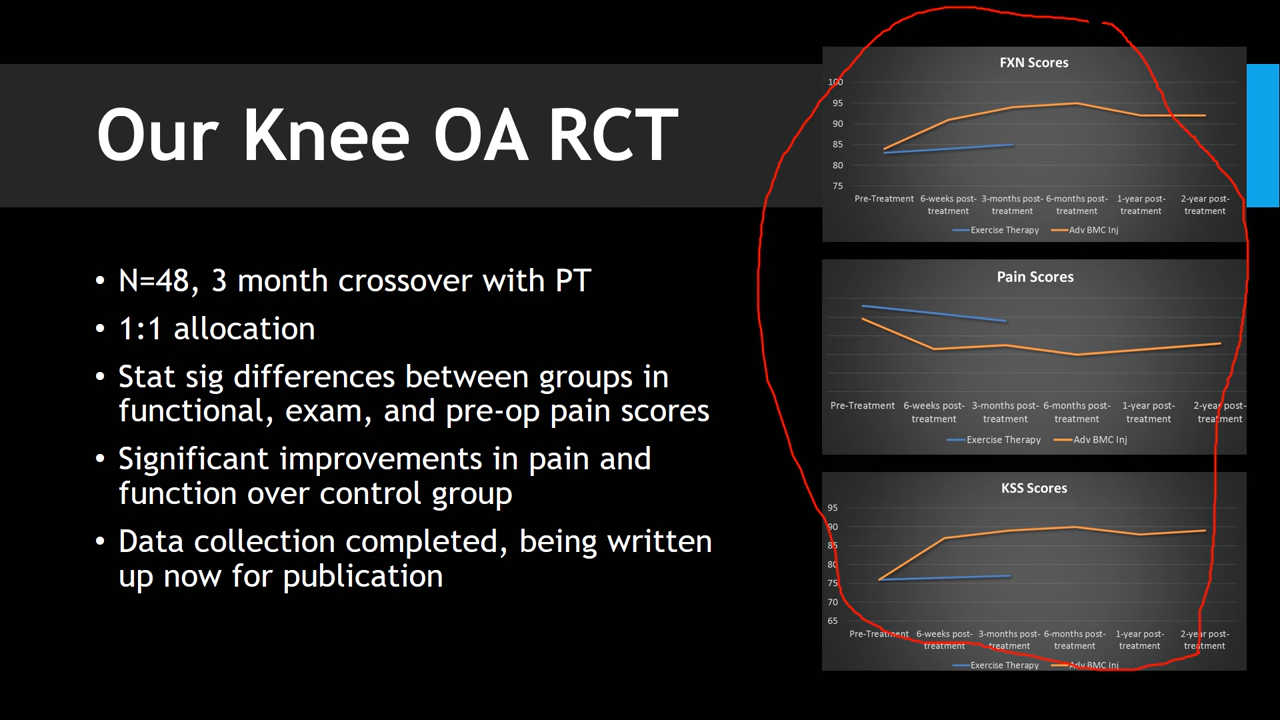 Our Knee OA RCT
• N=48, 3 month crossover with PT
• 1:1 allocation
• Stat sig differences between groups in
functional, exam, and pre-op pain scores
• Significant improvements in pain and
function over control group
• Data collection completed, being written
up now for publication
FXN Scores
100
95
90
85
80
75
Pre-Treatment 6-weeks post- 3-months post- 6-months post- 1-year post- 2-year post-
treatment treatment treatment treatment treatment
Exercise Therapy Adv BMC Inj
Pain Scores
Pre-Treatment 6-weeks post- 3-months post- 6-months post- 1-year post- 2-year post-
treatment treatment treatment treatment treatment
Exercise Therapy Adv BMC Inj
KSS Scores
95
90
85
80
75
70
65
Pre-Treatment 6-weeks post- 3-months post- 6-months post- 1-year post- 2-year post-
treatment treatment treatment treatment treatment
Exercise Therapy Adv BMC Inj